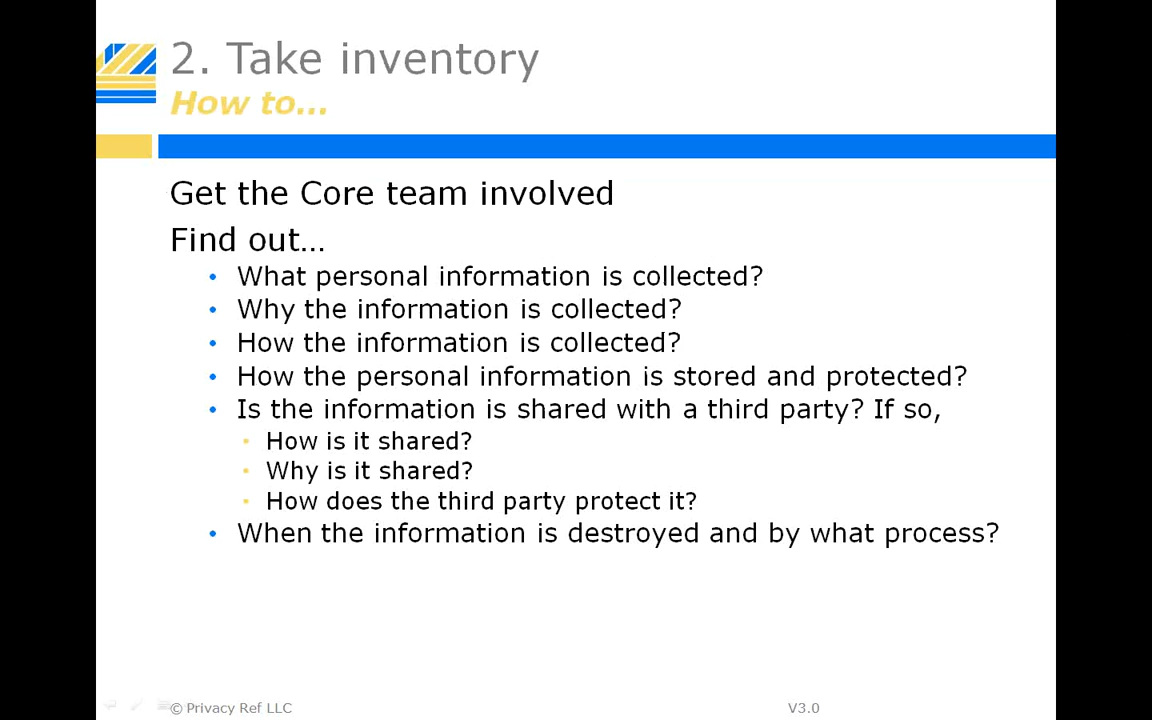 2. Take inventory
How to...
Get the Core team involved
Find out…
• What personal information is collected?
• Why the information is collected?
• How the information is collected?
• How the personal information is stored and protected?
• Is the information is shared with a third party? If so,
• How is it shared?
• Why is it shared?
• How does the third party protect it?
• When the information is destroyed and by what process?
© Privacy Ref LLC
V3.0